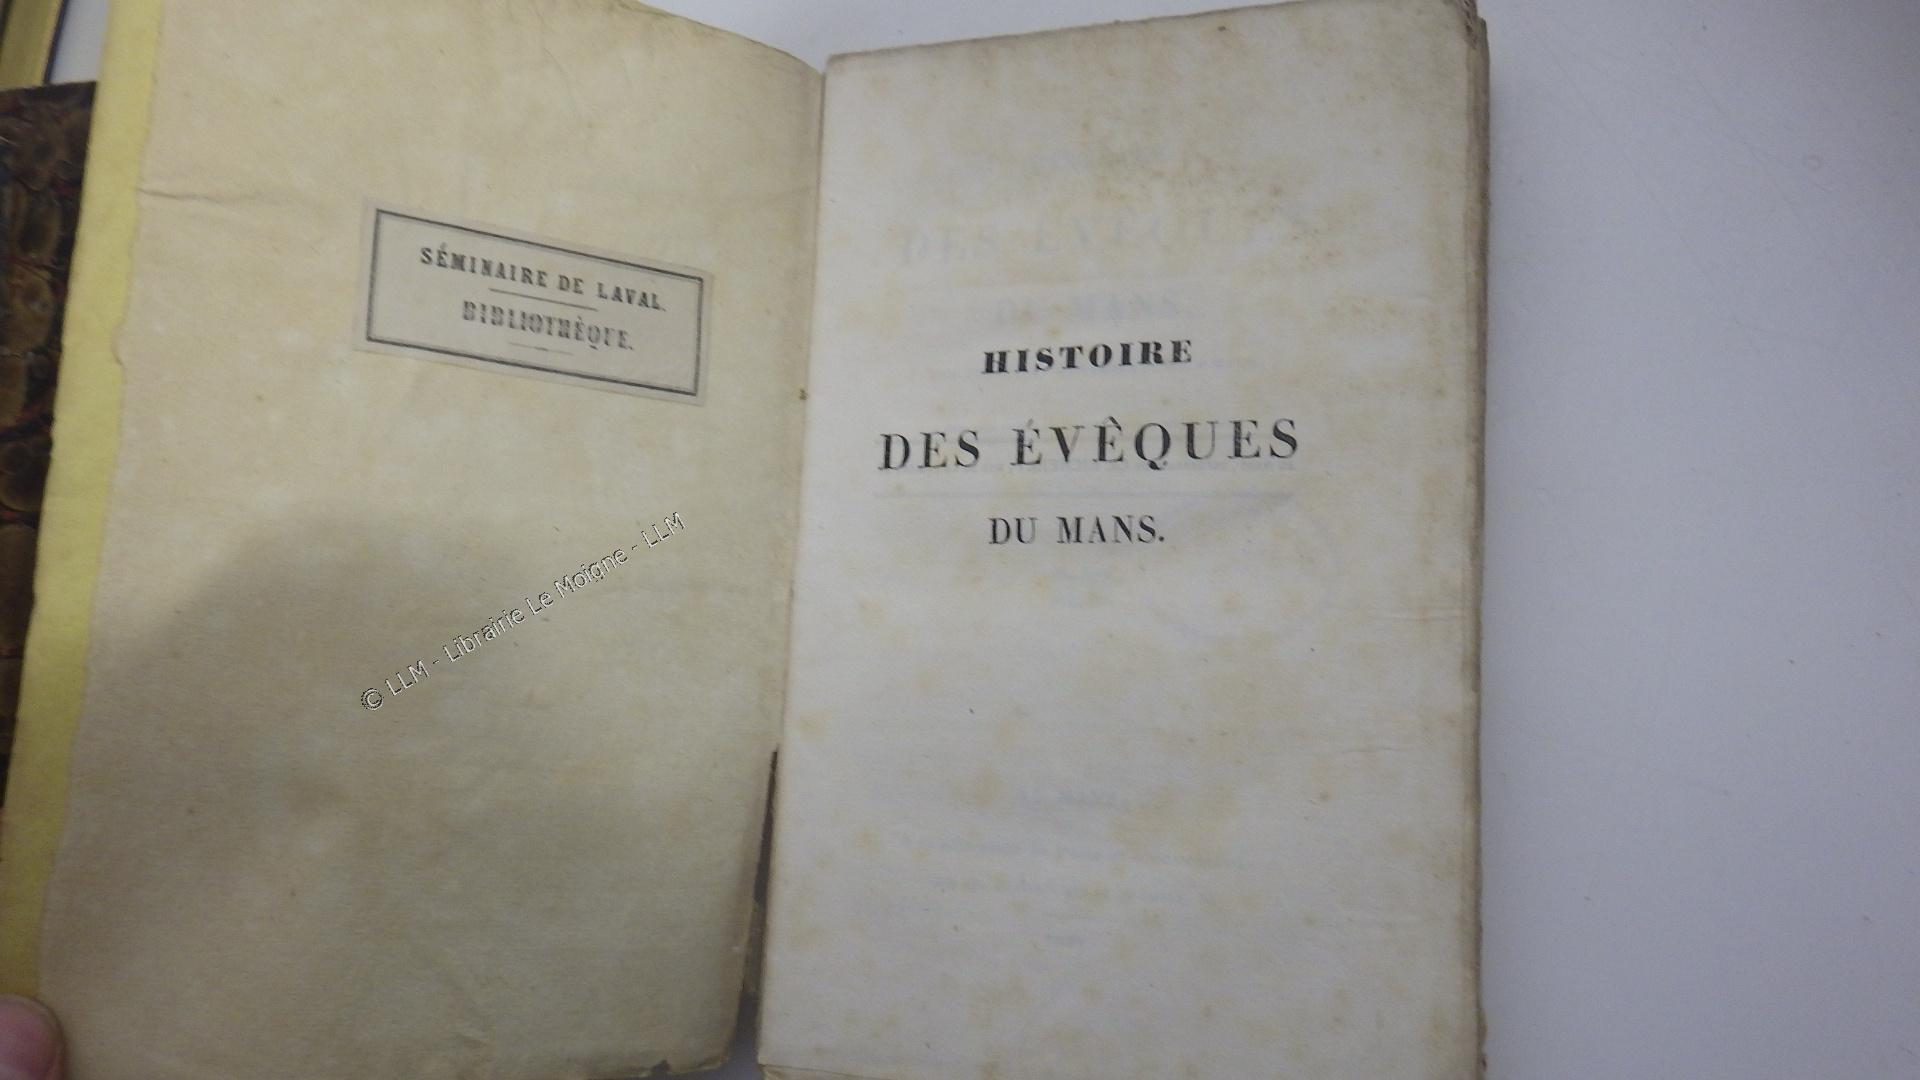 SÉMINAIRE DE LAVAL.
BIBLIOTHÈQUE.
© LLM - Librairie Le Moigne - LLM
HISTOIRE
DES ÉVÊQUES
DU MANS.